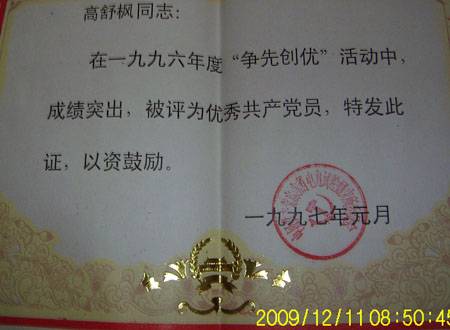 高舒枫同志：
在一九九六年度“争先创优”活动中，
成绩突出，被评为优秀共产党员，特发此
证，以资鼓励。
一九九七年元月
2009/12/11 08:50:45